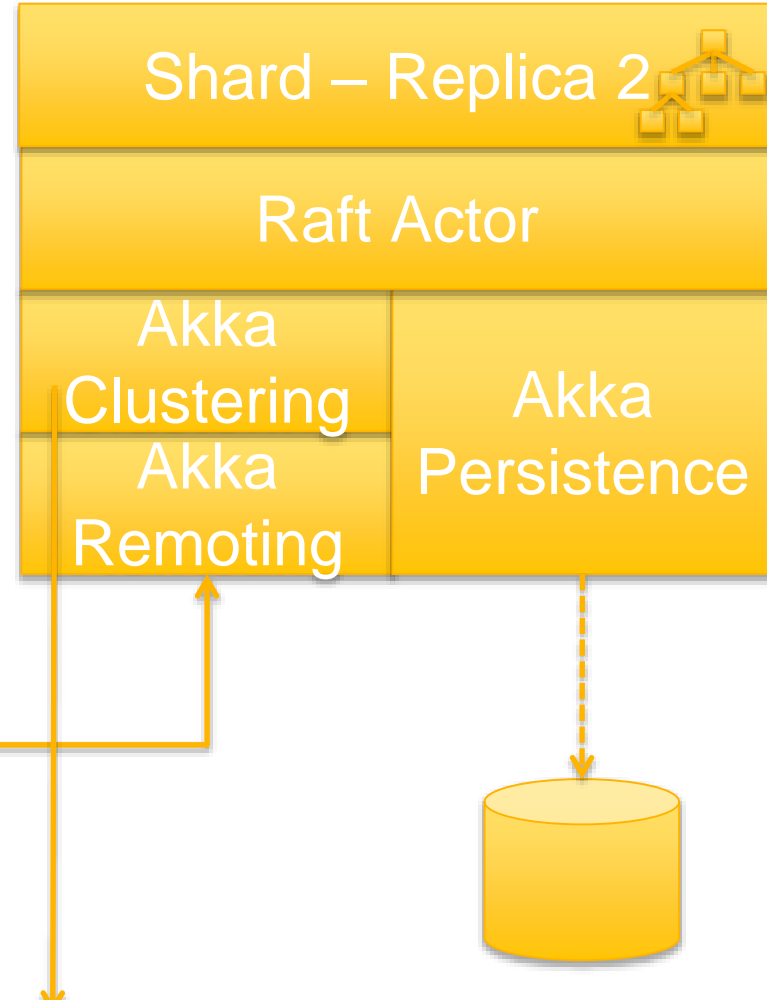 Shard – Replica 2
Raft Actor
Akka
Clustering
Akka
Persistence
Akka
Remoting